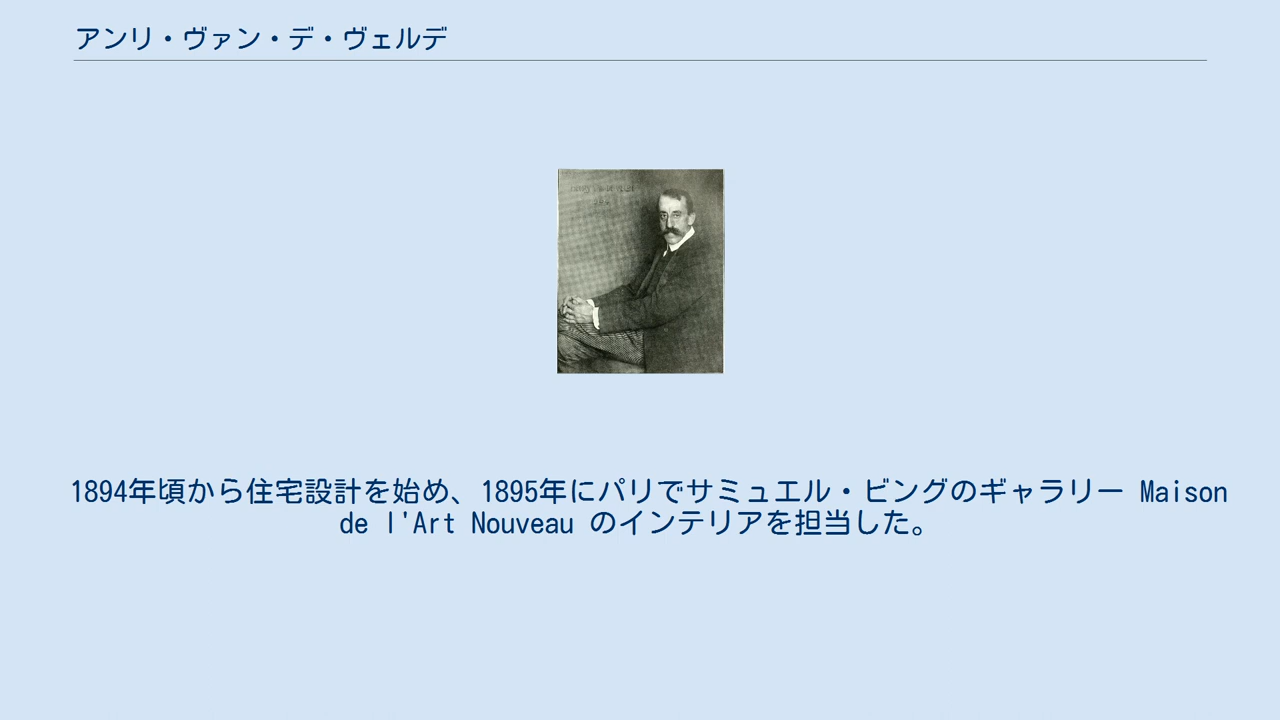 アンリ・ヴァン・デ・ヴェルデ
1894年頃から住宅設計を始め、1895年にパリでサミュエル・ビングのギャラリー Maison
de l'Art Nouveau のインテリアを担当した。